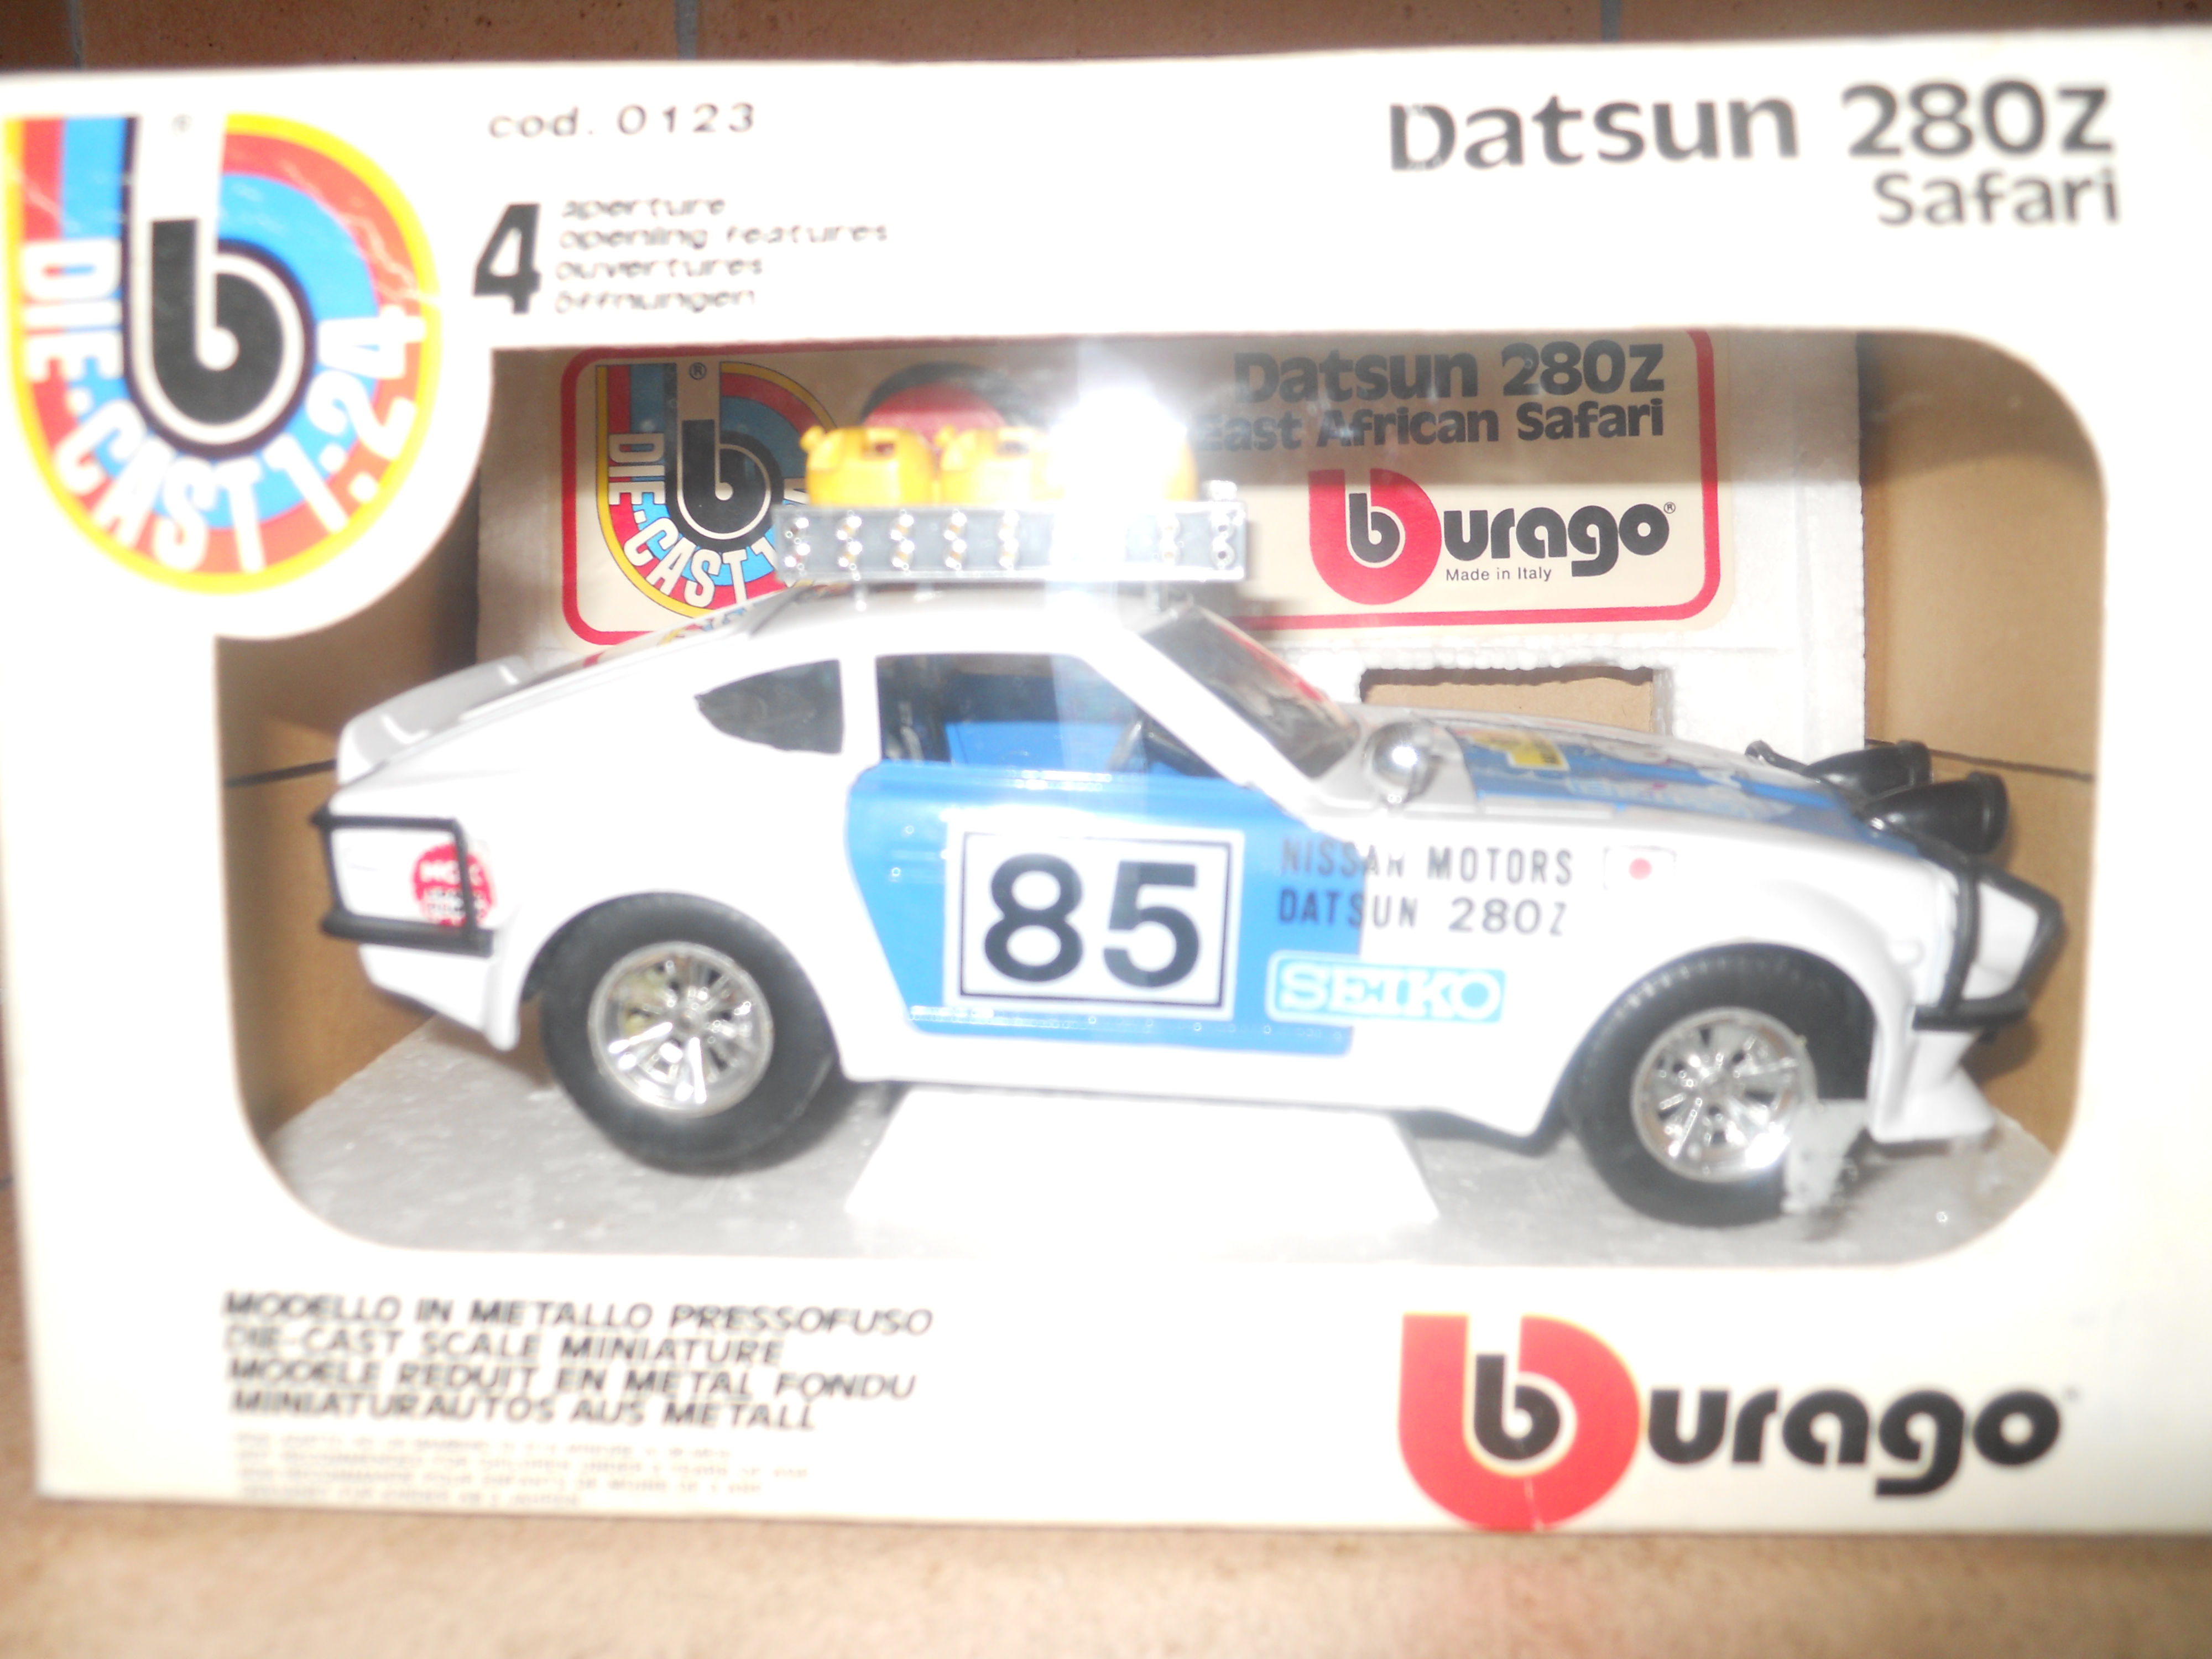 cod. 0123
Datsun 280z
Safari
b
DIE-CAST 1:24
4
aperture
opening features
ouvertures
öffnungen
® b
DIE-CAST 1
Datsun 280z
East African Safari
burago®
Made in Italy
85
NISSAN MOTORS
DATSUN 280Z
SEIKO
MODELLO IN METALLO PRESSOFUSO
DIE-CAST SCALE MINIATURE
MODELE REDUIT EN METAL FONDU
MINIATURAUTOS AUS METALL
burago